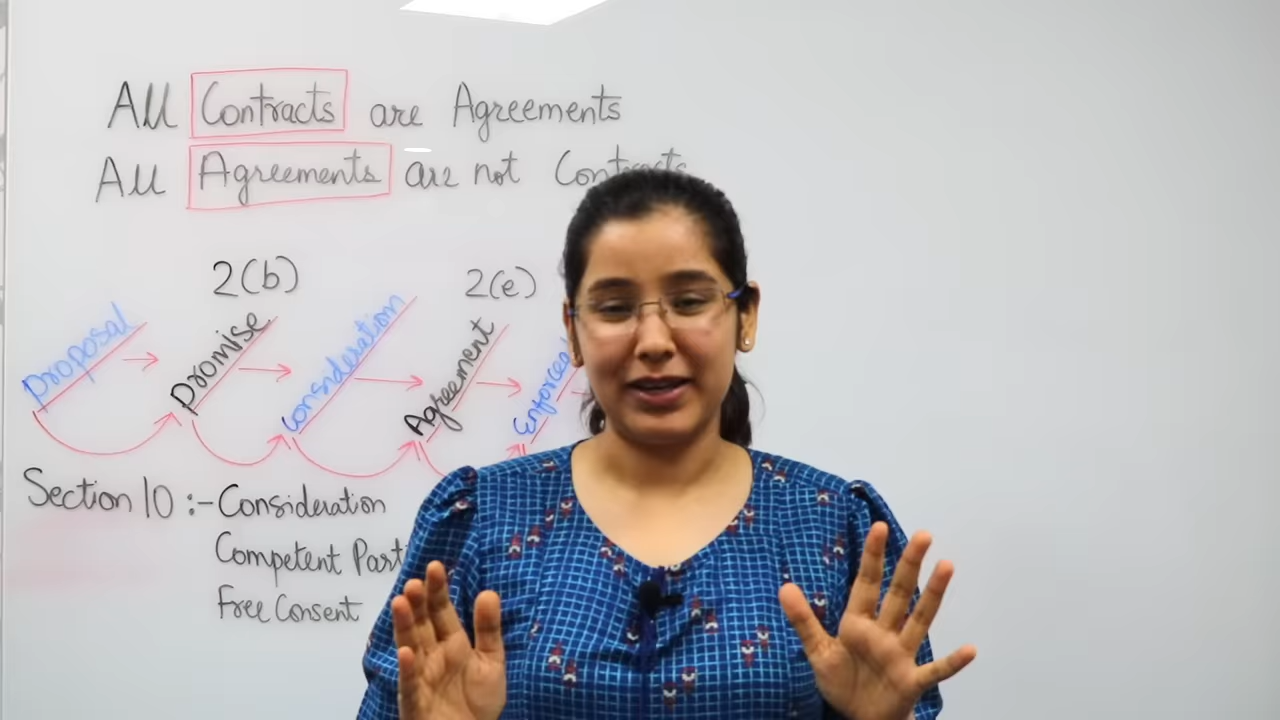 All Contracts are Agreements
All Agreements are not Contracts
2(b) 2(e)
Proposal → Promise → Consideration → Agreement →
Section 10 :- Consideration
Competent
Free Consent